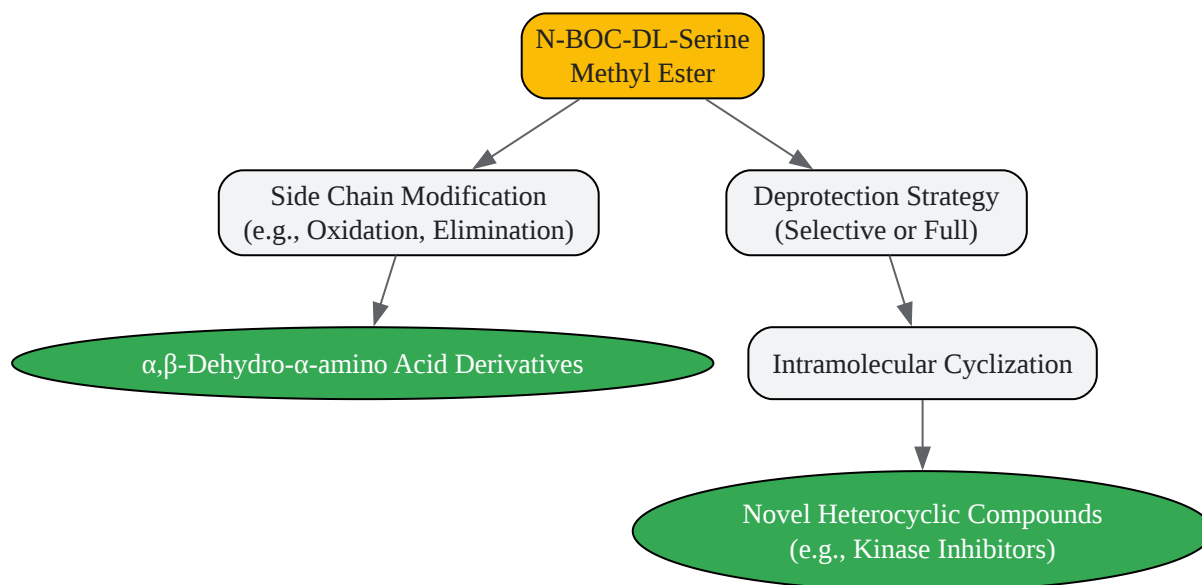 N-BOC-DL-Serine
Methyl Ester
Side Chain Modification
(e.g., Oxidation, Elimination)
Deprotection Strategy
(Selective or Full)
α,β-Dehydro-α-amino Acid Derivatives
Intramolecular Cyclization
Novel Heterocyclic Compounds
(e.g., Kinase Inhibitors)